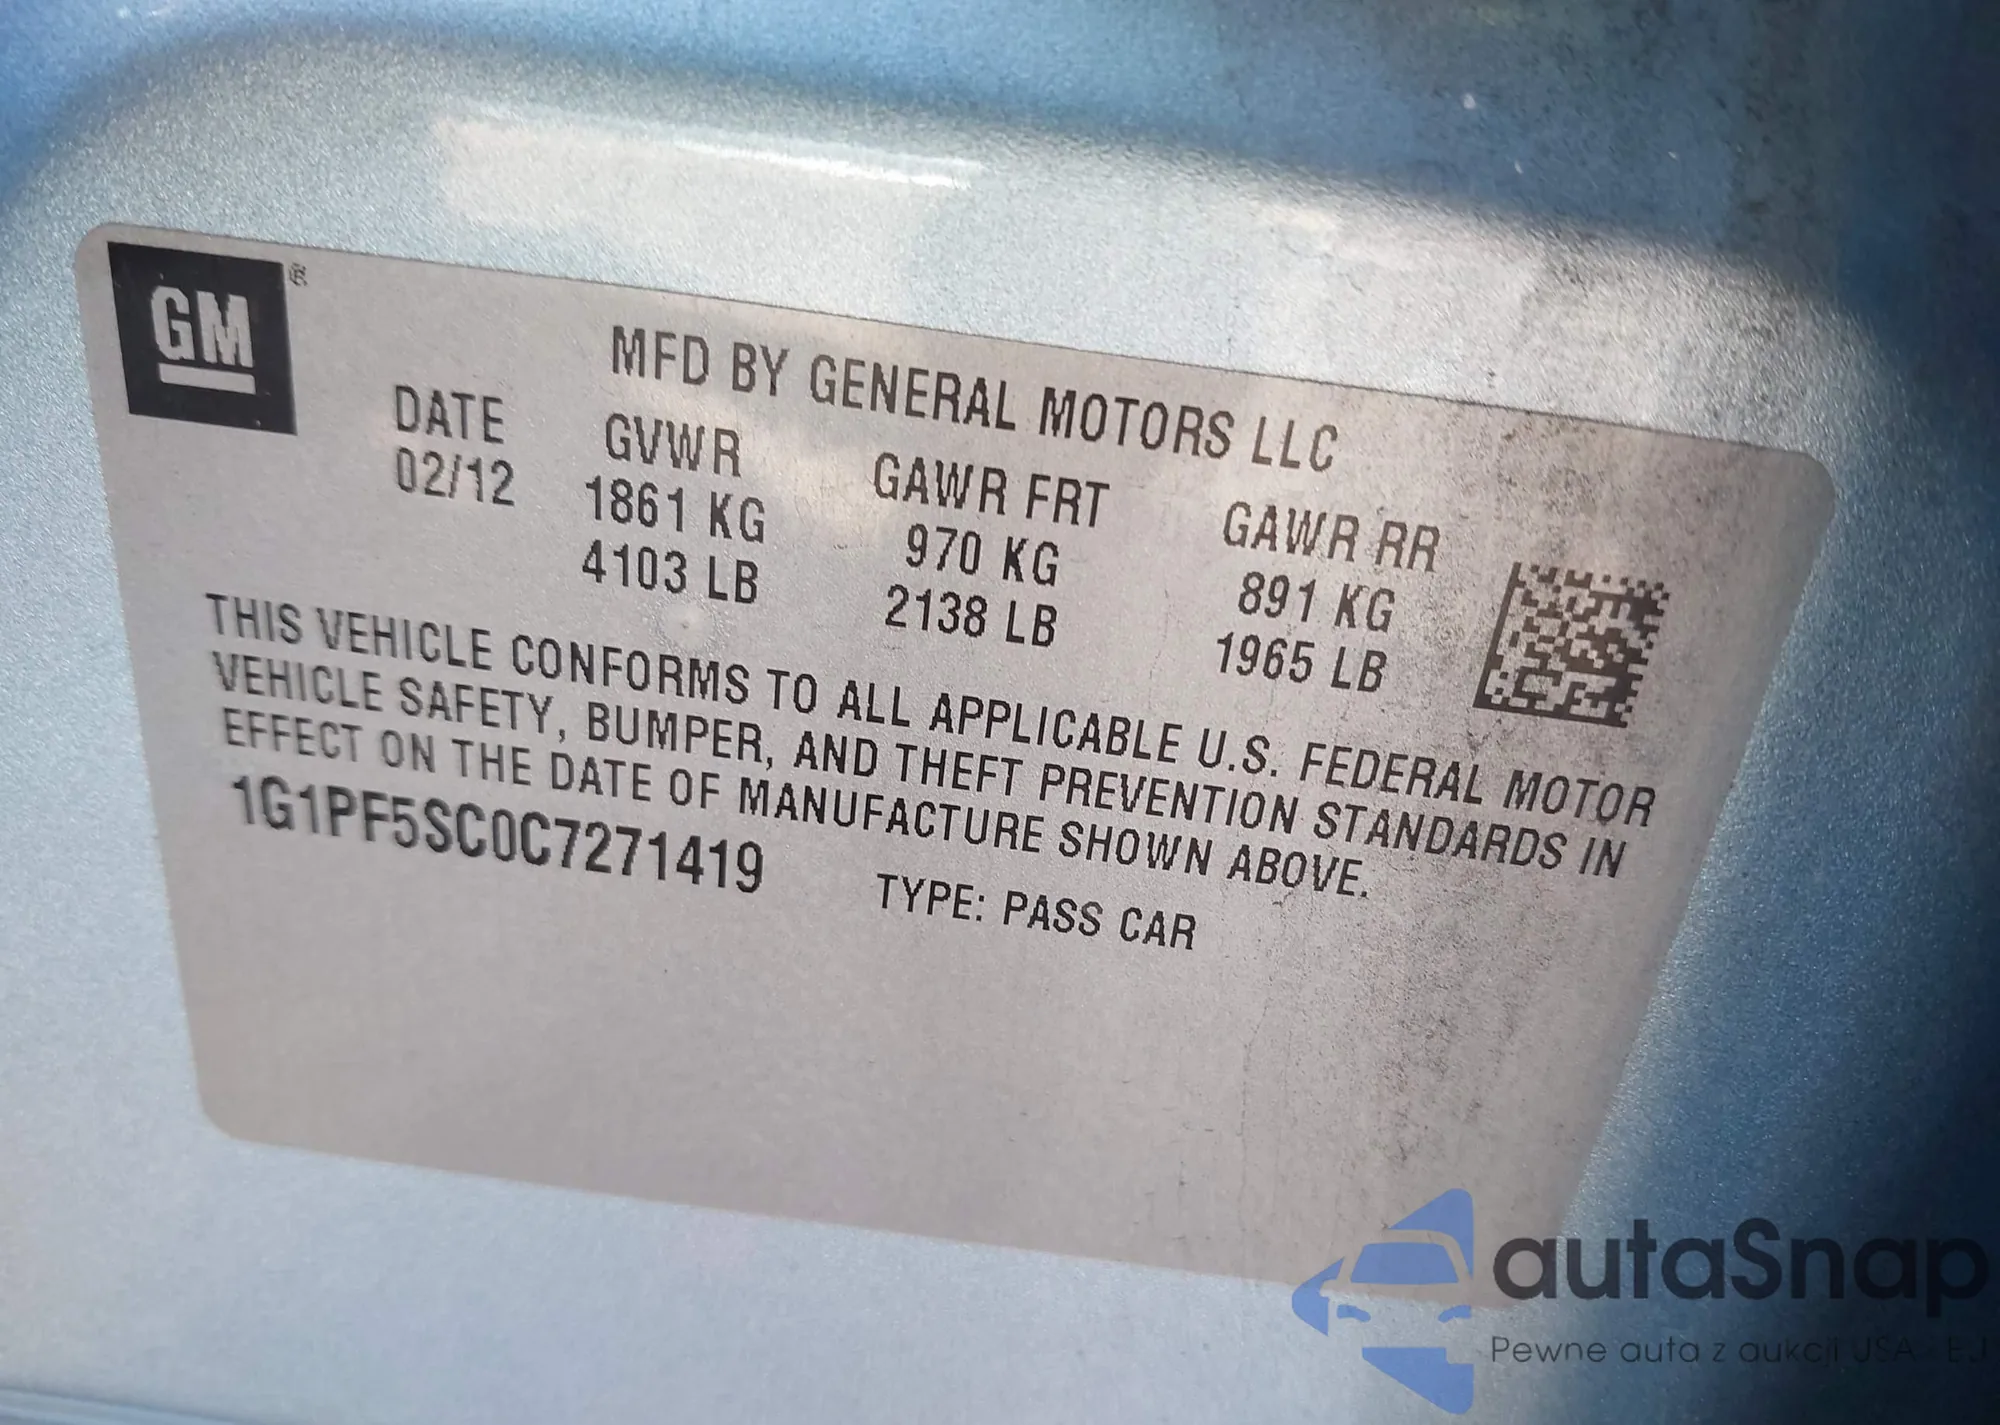 GM®
MFD BY GENERAL MOTORS LLC
DATE GVWR GAWR FRT GAWR RR
02/12 1861 KG 970 KG 891 KG
4103 LB 2138 LB 1965 LB
THIS VEHICLE CONFORMS TO ALL APPLICABLE U.S. FEDERAL MOTOR
VEHICLE SAFETY, BUMPER, AND THEFT PREVENTION STANDARDS IN
EFFECT ON THE DATE OF MANUFACTURE SHOWN ABOVE.
1G1PF5SC0C7271419 TYPE: PASS CAR
autaSnap
Pewne auta z aukcji USA - EU